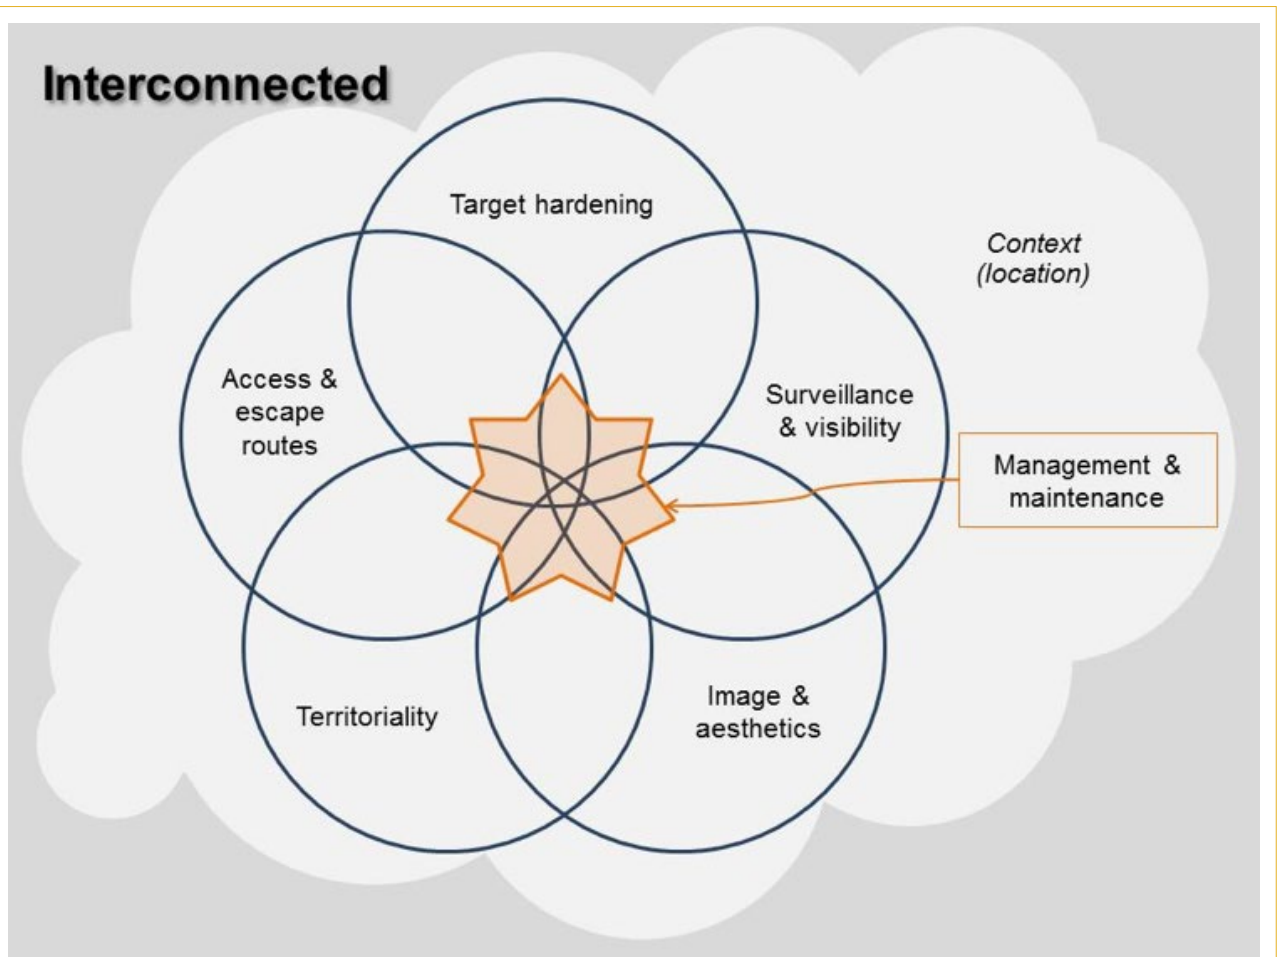 Interconnected
Target hardening
Context
(location)
Access &
escape
routes
Surveillance
& visibility
Management &
maintenance
Territoriality
Image &
aesthetics